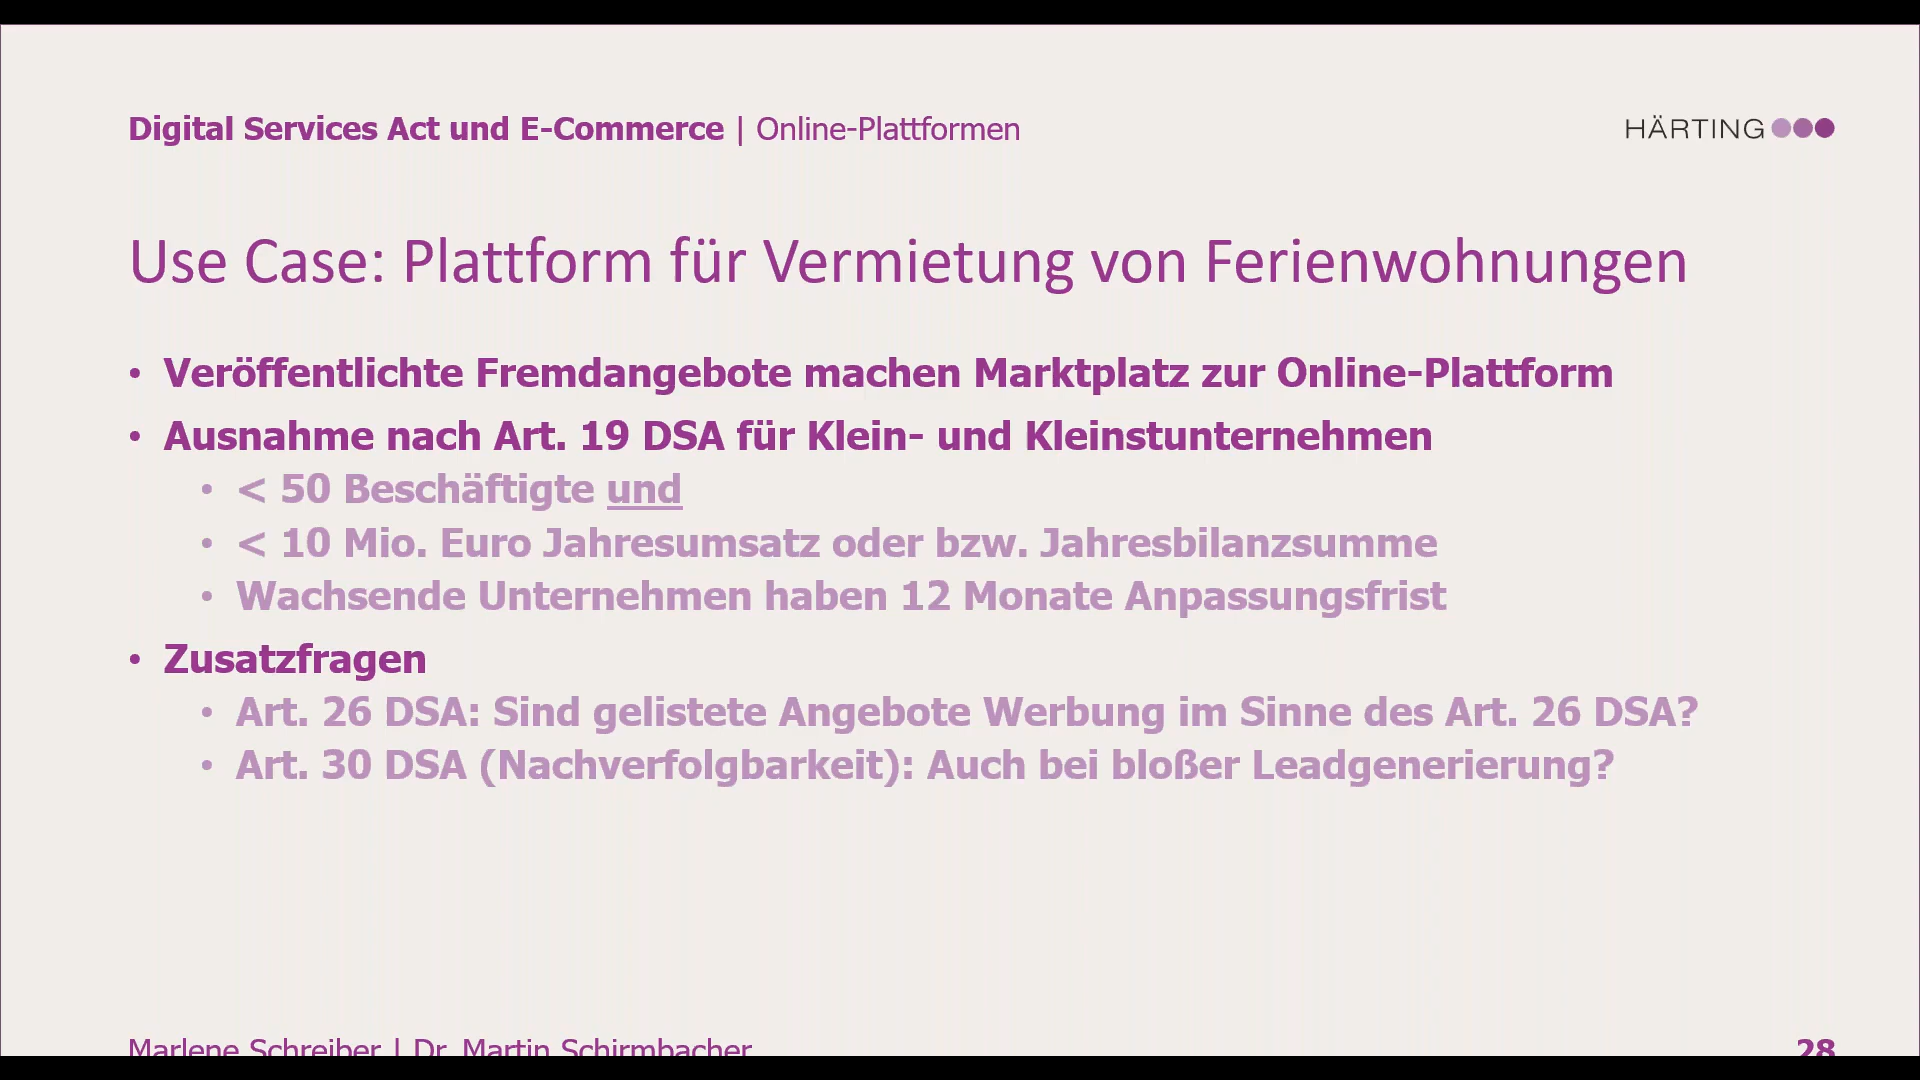 Digital Services Act und E-Commerce | Online-Plattformen
HÄRTING
Use Case: Plattform für Vermietung von Ferienwohnungen
• Veröffentlichte Fremdangebote machen Marktplatz zur Online-Plattform
• Ausnahme nach Art. 19 DSA für Klein- und Kleinstunternehmen
• < 50 Beschäftigte und
• < 10 Mio. Euro Jahresumsatz oder bzw. Jahresbilanzsumme
• Wachsende Unternehmen haben 12 Monate Anpassungsfrist
• Zusatzfragen
• Art. 26 DSA: Sind gelistete Angebote Werbung im Sinne des Art. 26 DSA?
• Art. 30 DSA (Nachverfolgbarkeit): Auch bei bloßer Leadgenerierung?
Marlene Schreiber | Dr. Martin Schirmbacher
28